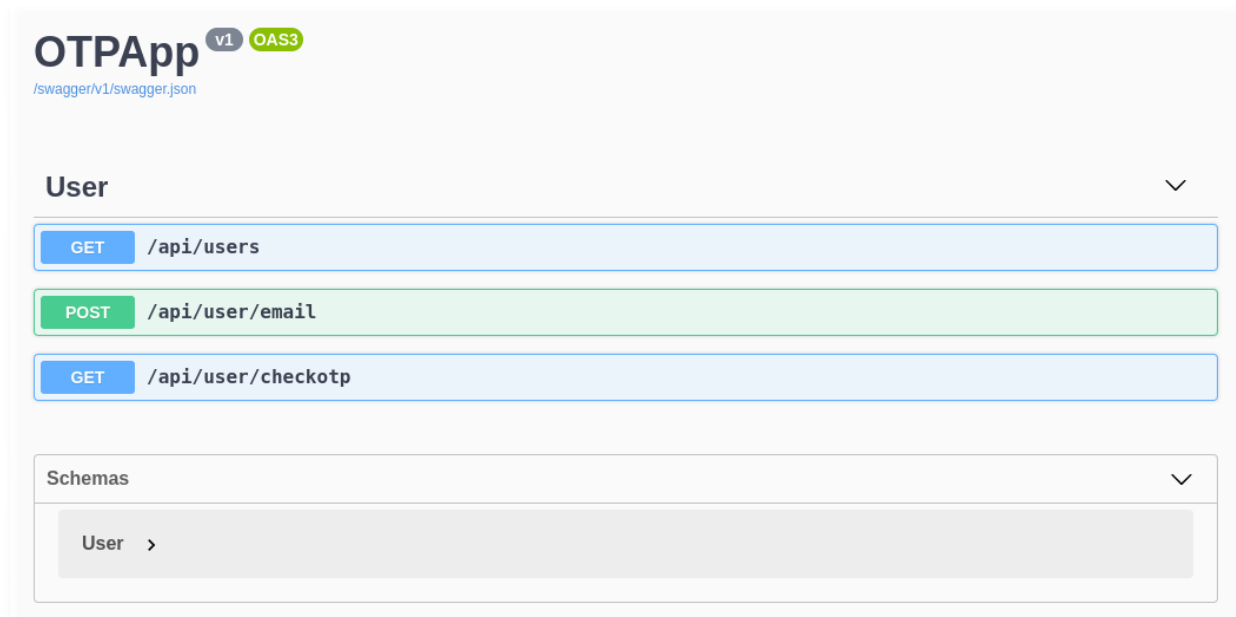 OTPApp v1 OAS3
/swagger/v1/swagger.json
User
GET /api/users
POST /api/user/email
GET /api/user/checkotp
Schemas
User